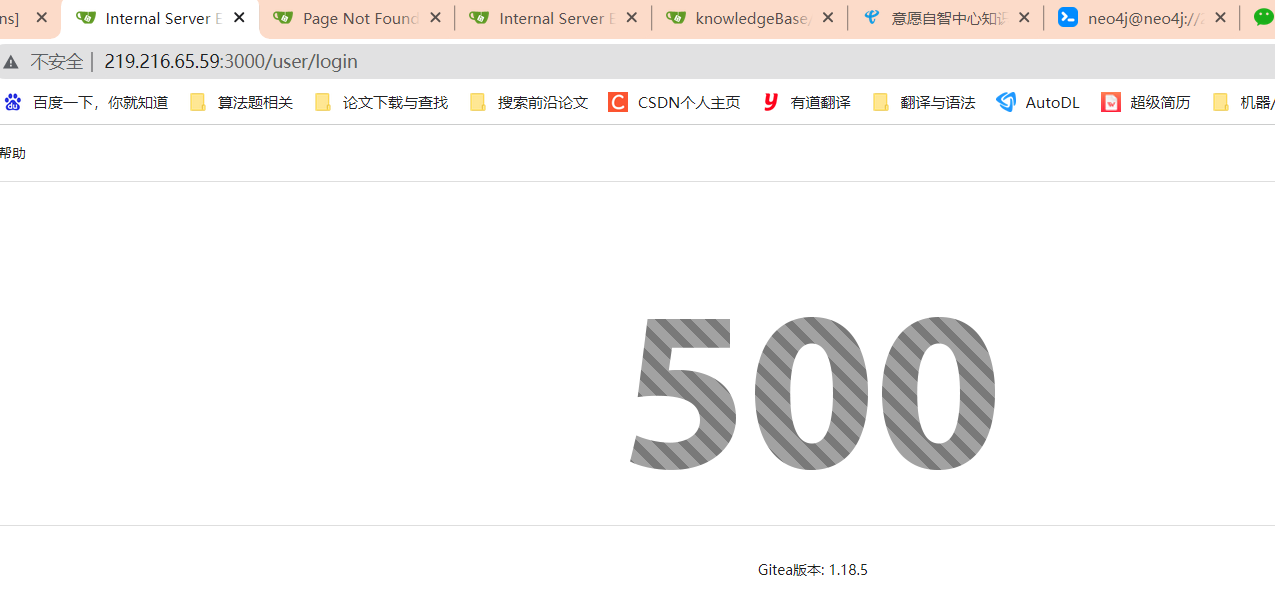 ns] Internal Server E Page Not Found Internal Server E knowledgeBase/ 意愿自智中心知识 neo4j@neo4j://
不安全 | 219.216.65.59:3000/user/login
百度一下，你就知道 算法题相关 论文下载与查找 搜索前沿论文 CSDN个人主页 有道翻译 翻译与语法 AutoDL 超级简历 机器/
帮助
500
Gitea版本: 1.18.5